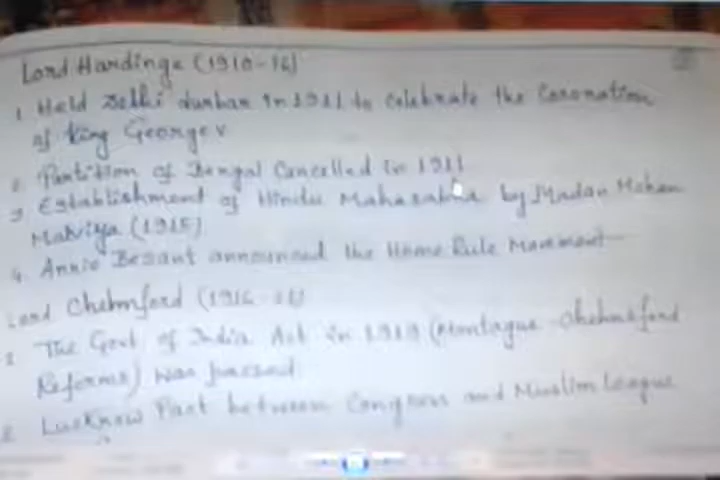 Lord Hardinge (1910-16)
1 Held Delhi durbar in 1911 to celebrate the Coronation
of King George V
2 Partition of Bengal Cancelled in 1911
3 Establishment of Hindu Mahasabha by Madan Mohan
Malviya (1915)
4. Annie Besant announced the Home Rule Movement
Lord Chelmsford (1916-21)
1 The Govt of India Act in 1919 (Montague Chelmsford
Reforms) was passed
2 Lucknow Pact between Congress and Muslim League